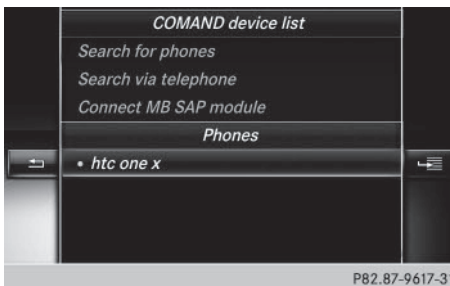 COMAND device list
Search for phones
Search via telephone
Connect MB SAP module
Phones
• htc one x
P82.87-9617-31